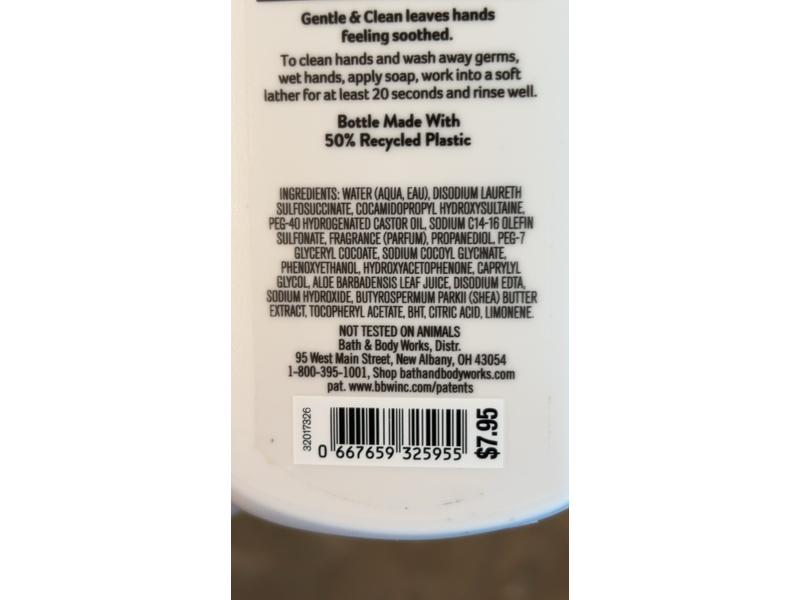 Gentle & Clean leaves hands
feeling soothed.
To clean hands and wash away germs,
wet hands, apply soap, work into a soft
lather for at least 20 seconds and rinse well.
Bottle Made With
50% Recycled Plastic
INGREDIENTS: WATER (AQUA, EAU), DISODIUM LAURETH
SULFOSUCCINATE, COCAMIDOPROPYL HYDROXYSULTAINE,
PEG-40 HYDROGENATED CASTOR OIL, SODIUM C14-16 OLEFIN
SULFONATE, FRAGRANCE (PARFUM), PROPANEDIOL, PEG-7
GLYCERYL COCOATE, SODIUM COCOYL GLYCINATE,
PHENOXYETHANOL, HYDROXYACETOPHENONE, CAPRYLYL
GLYCOL, ALOE BARBADENSIS LEAF JUICE, DISODIUM EDTA,
SODIUM HYDROXIDE, BUTYROSPERMUM PARKII (SHEA) BUTTER
EXTRACT, TOCOPHERYL ACETATE, BHT, CITRIC ACID, LIMONENE.
NOT TESTED ON ANIMALS
Bath & Body Works, Distr.
95 West Main Street, New Albany, OH 43054
1-800-395-1001, Shop bathandbodyworks.com
pat. www.bbwinc.com/patents
32017326
0 667659 325955
$7.95